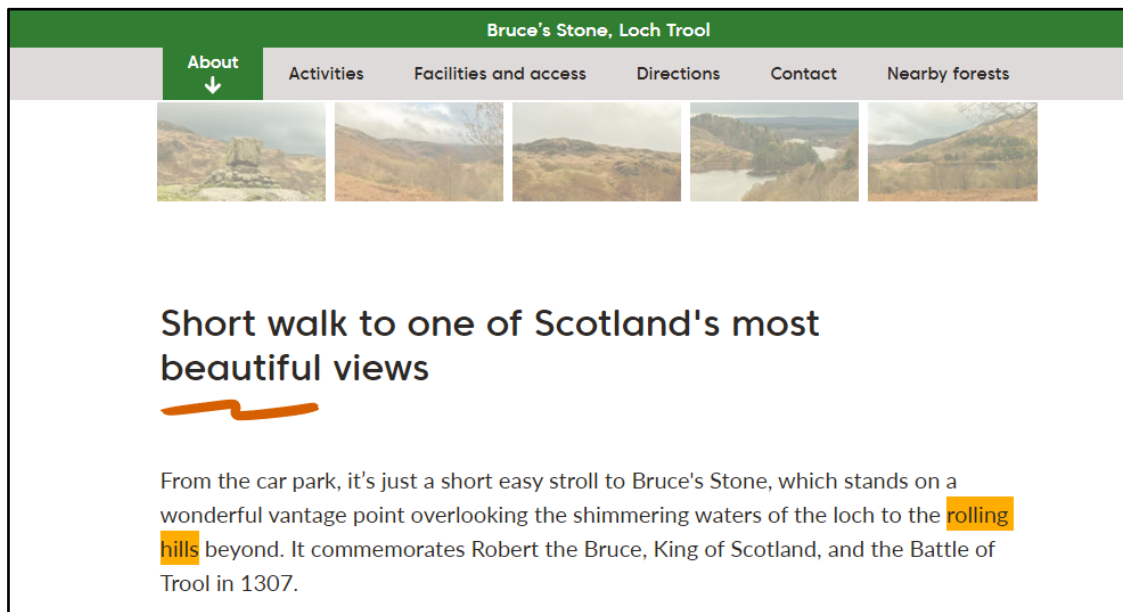 Bruce’s Stone, Loch Trool
About
Activities
Facilities and access
Directions
Contact
Nearby forests
Short walk to one of Scotland's most
beautiful views
From the car park, it’s just a short easy stroll to Bruce's Stone, which stands on a
wonderful vantage point overlooking the shimmering waters of the loch to the rolling
hills beyond. It commemorates Robert the Bruce, King of Scotland, and the Battle of
Trool in 1307.